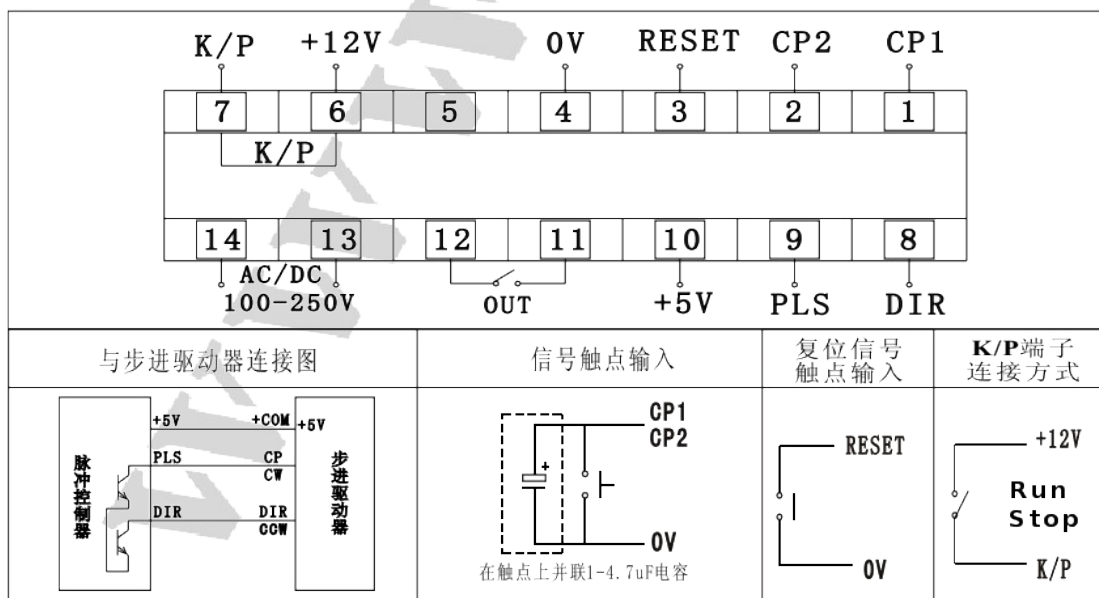 K/P +12V 0V RESET CP2 CP1
7 6 5 4 3 2 1
K/P
14 13 12 11 10 9 8
AC/DC
100-250V OUT +5V PLS DIR
与步进驱动器连接图
信号触点输入
复位信号
触点输入
K/P端子
连接方式
脉冲控制器
+5V +COM +5V
PLS CP
CW
DIR DIR
CCW
步进驱动器
CP1
CP2
+
0V
在触点上并联1-4.7uF电容
RESET
0V
+12V
Run
Stop
K/P